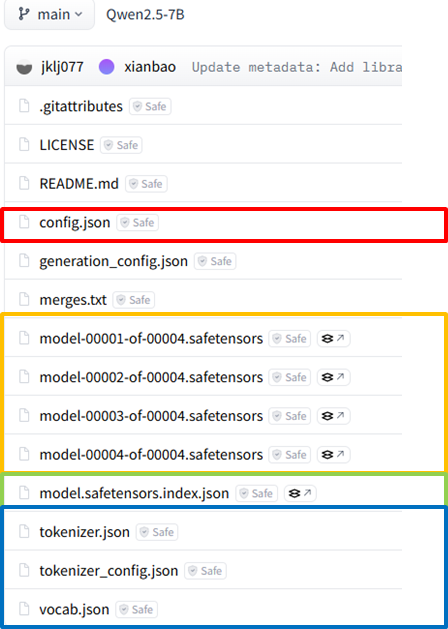 main Qwen2.5-7B
jklj077 xianbao Update metadata: Add libra
.gitattributes Safe
LICENSE Safe
README.md Safe
config.json Safe
generation_config.json Safe
merges.txt Safe
model-00001-of-00004.safetensors Safe
model-00002-of-00004.safetensors Safe
model-00003-of-00004.safetensors Safe
model-00004-of-00004.safetensors Safe
model.safetensors.index.json Safe
tokenizer.json Safe
tokenizer_config.json Safe
vocab.json Safe